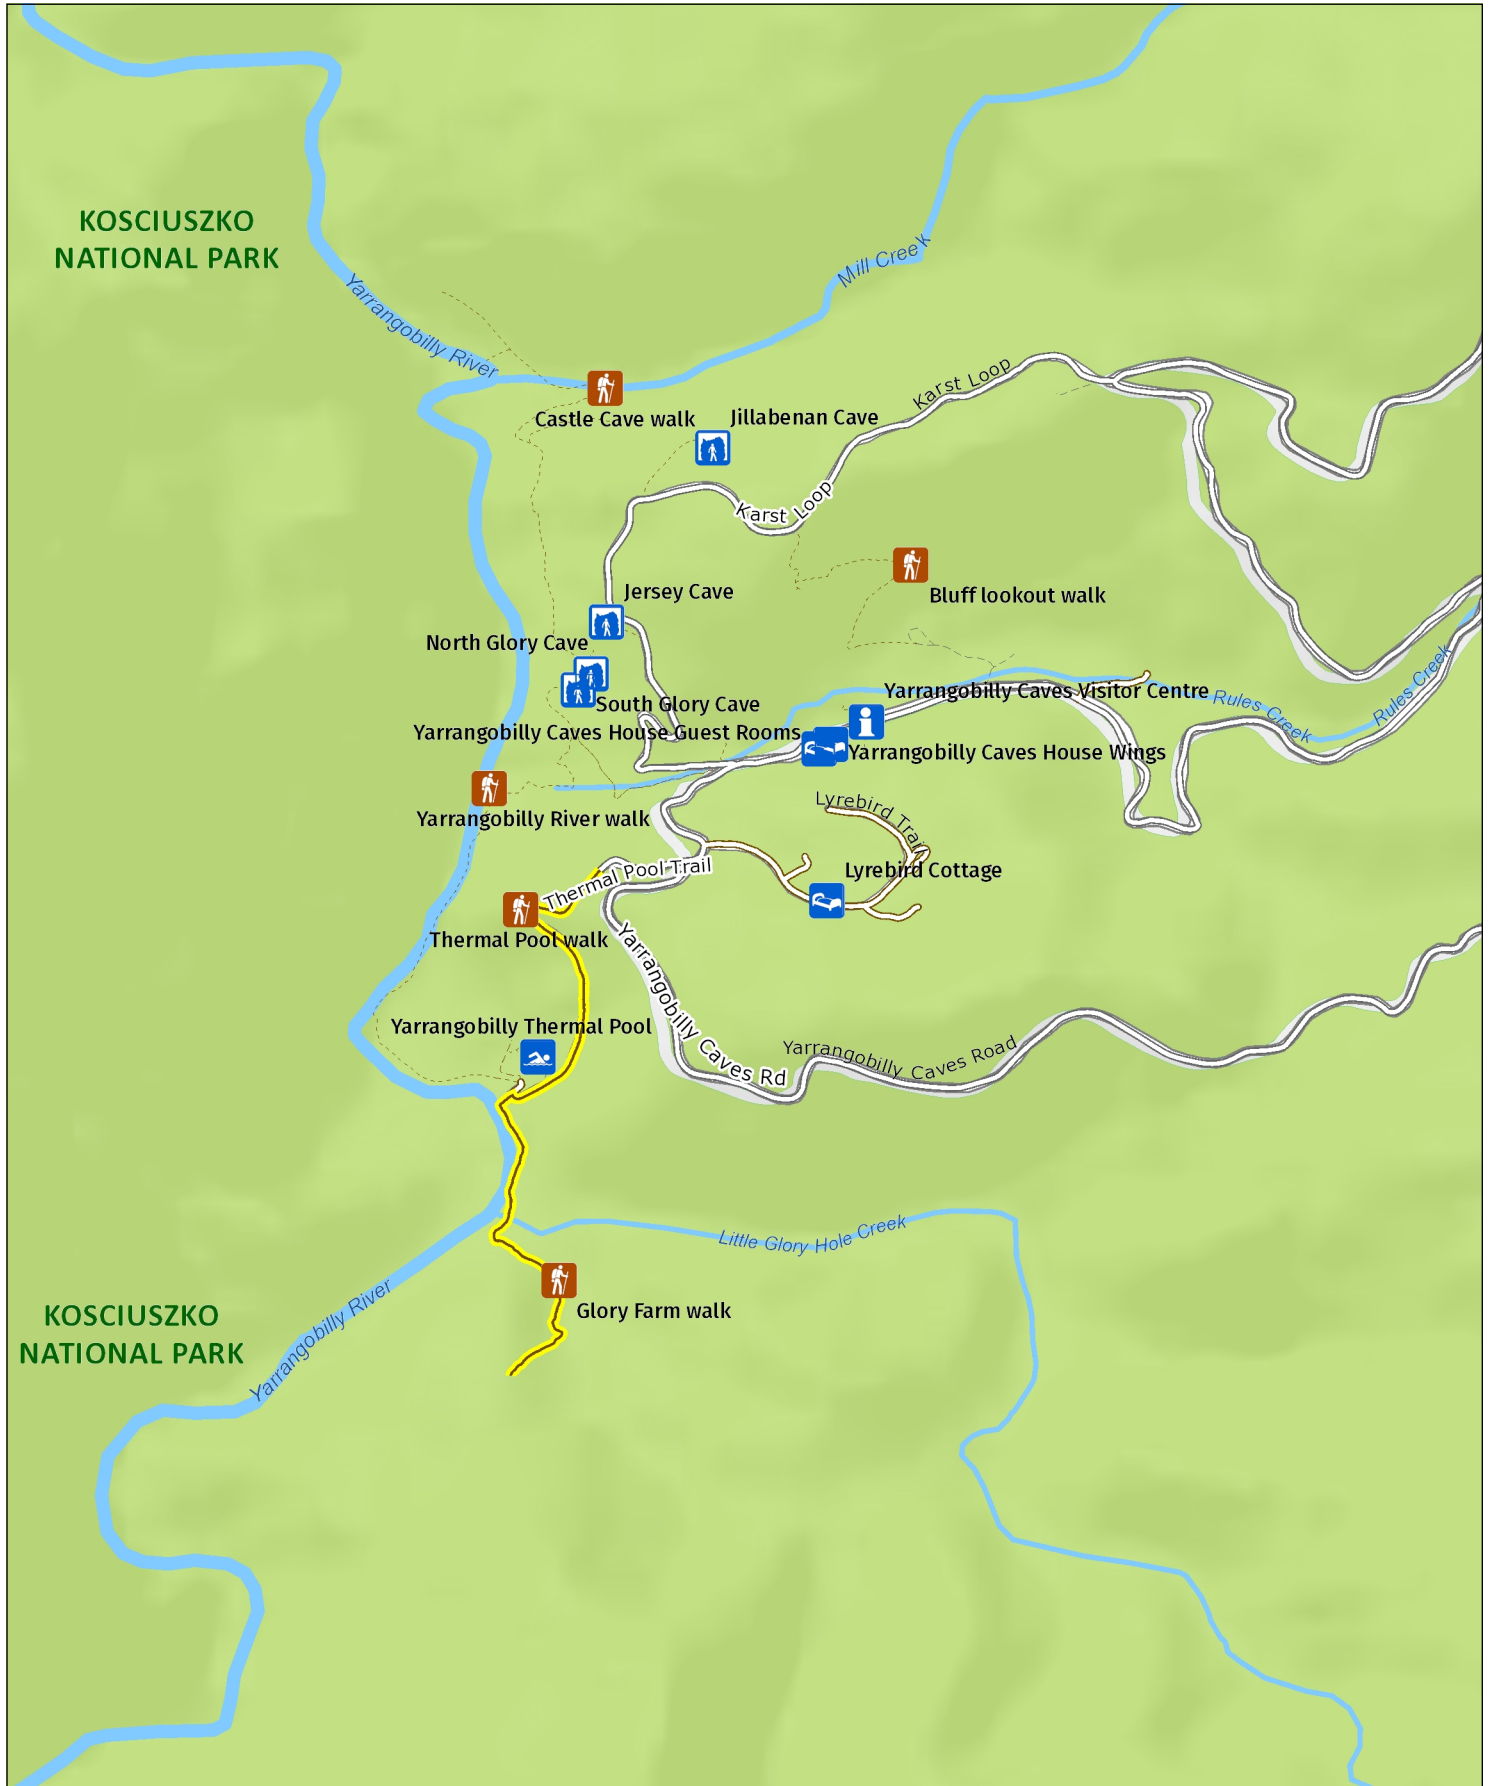 KOSCIUSZKO
NATIONAL PARK
Mill Creek
Yarrangobilly River
Karst Loop
Castle Cave walk
Jillabenan Cave
Karst Loop
Jersey Cave
Bluff lookout walk
North Glory Cave
Yarrangobilly Caves Visitor Centre
Rules Creek
Rules Creek
South Glory Cave
Yarrangobilly Caves House Guest Rooms
Yarrangobilly Caves House Wings
Lyrebird Trail
Yarrangobilly River walk
Thermal Pool Trail
Lyrebird Cottage
Thermal Pool walk
Yarrangobilly Caves Rd
Yarrangobilly Thermal Pool
Yarrangobilly Caves Road
Little Glory Hole Creek
Glory Farm walk
KOSCIUSZKO
NATIONAL PARK
Yarrangobilly River